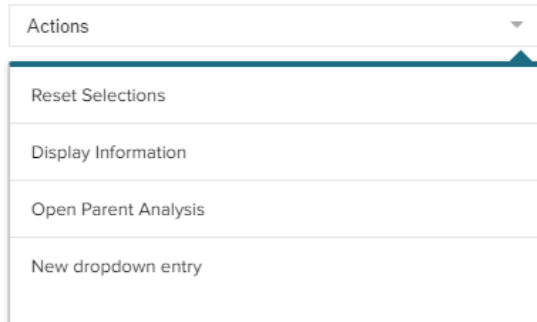 Actions
Reset Selections
Display Information
Open Parent Analysis
New dropdown entry